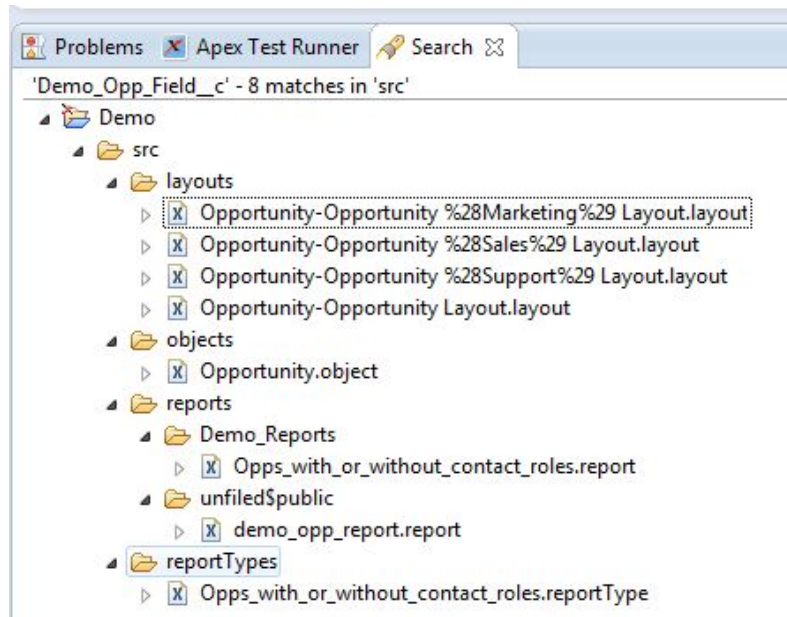 Problems Apex Test Runner Search
'Demo_Opp_Field__c' - 8 matches in 'src'
Demo
src
layouts
Opportunity-Opportunity %28Marketing%29 Layout.layout
Opportunity-Opportunity %28Sales%29 Layout.layout
Opportunity-Opportunity %28Support%29 Layout.layout
Opportunity-Opportunity Layout.layout
objects
Opportunity.object
reports
Demo_Reports
Opps_with_or_without_contact_roles.report
unfiled$public
demo_opp_report.report
reportTypes
Opps_with_or_without_contact_roles.reportType